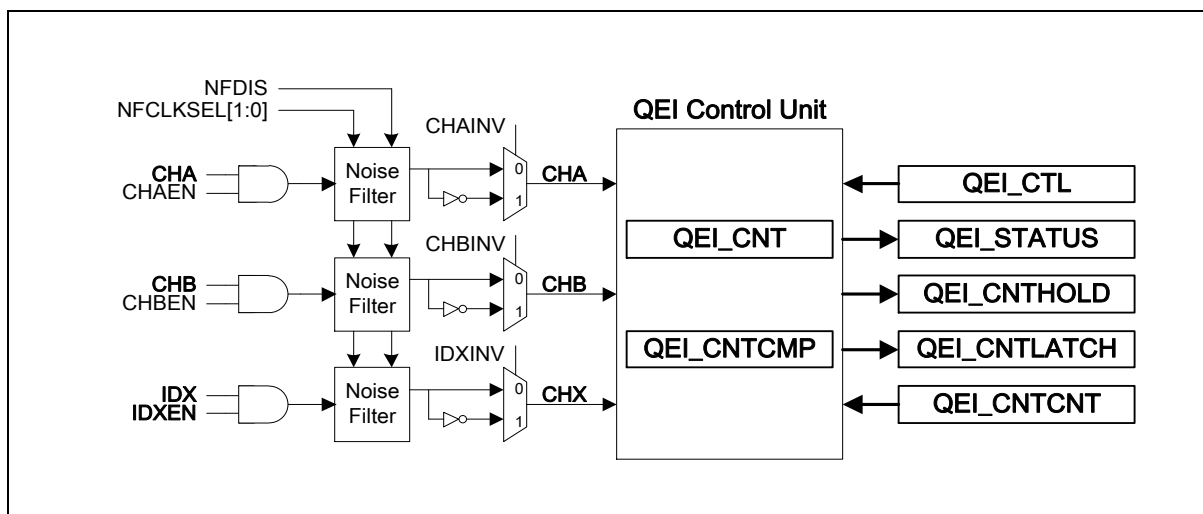 NFDIS
NFCLKSEL[1:0]
QEI Control Unit
CHAINV
CHA
CHAEN
Noise
Filter
0
1
CHA
QEI_CTL
CHBINV
QEI_CNT
QEI_STATUS
CHB
CHBEN
Noise
Filter
0
1
CHB
QEI_CNTHOLD
IDXINV
QEI_CNTCMP
QEI_CNTLATCH
IDX
IDXEN
Noise
Filter
0
1
CHX
QEI_CNTCNT